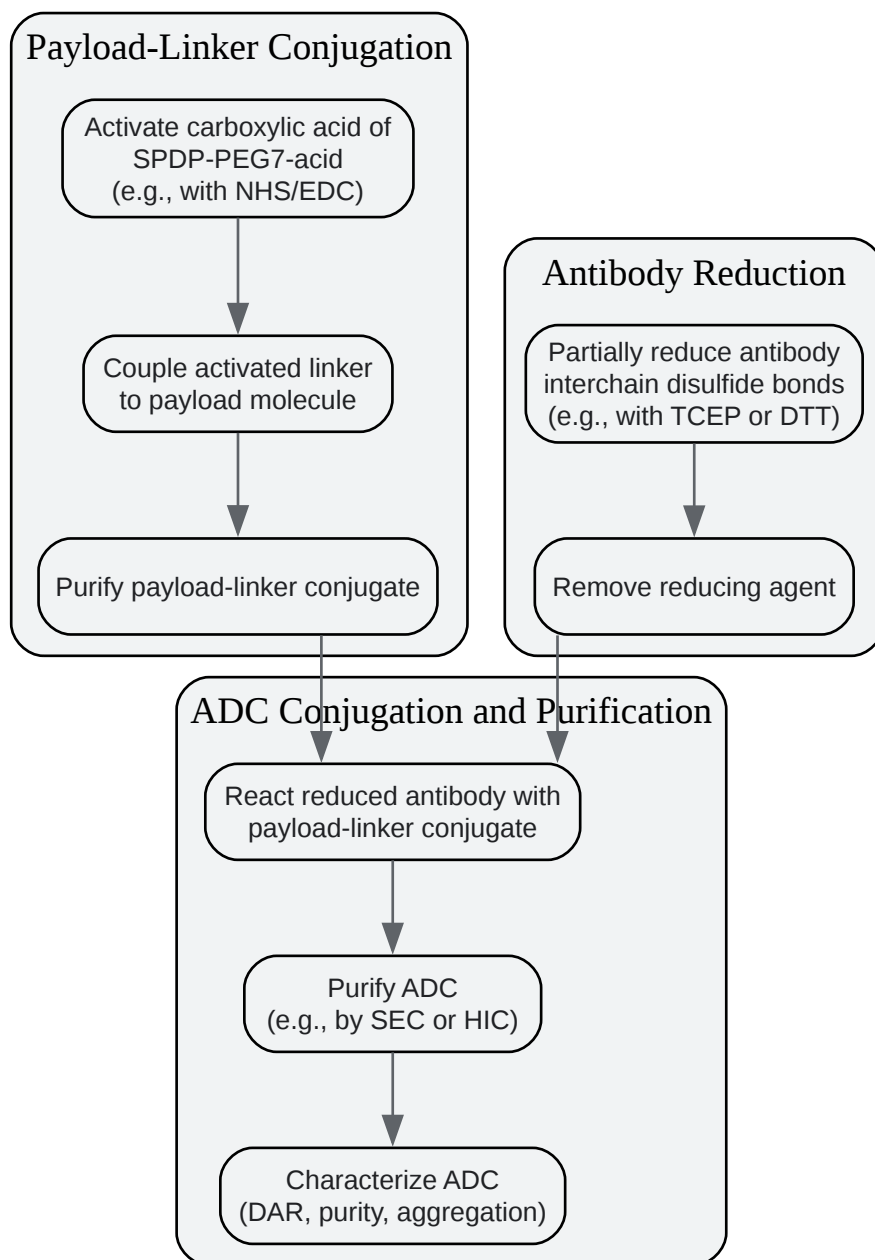 Payload-Linker Conjugation
Activate carboxylic acid of
SPDP-PEG7-acid
(e.g., with NHS/EDC)
Couple activated linker
to payload molecule
Purify payload-linker conjugate
Antibody Reduction
Partially reduce antibody
interchain disulfide bonds
(e.g., with TCEP or DTT)
Remove reducing agent
ADC Conjugation and Purification
React reduced antibody with
payload-linker conjugate
Purify ADC
(e.g., by SEC or HIC)
Characterize ADC
(DAR, purity, aggregation)